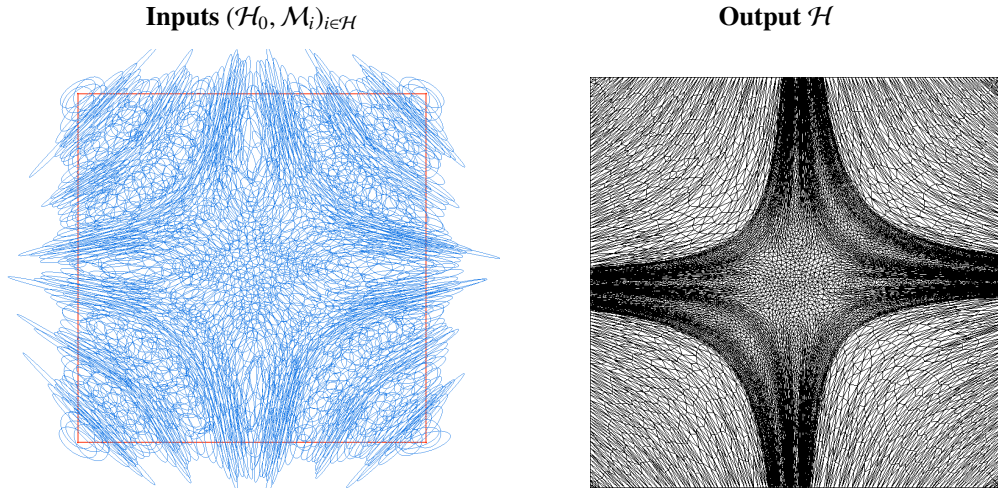 Inputs (ℋ₀, ℳᵢ)ᵢ∈ℋ
Output ℋ